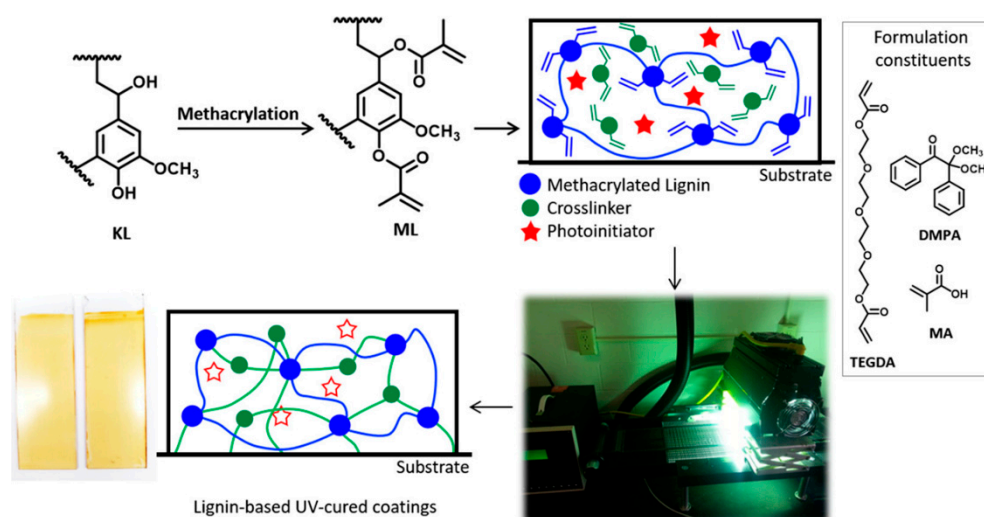 OH
OCH₃
OH
KL
Methacrylation
O
O
OCH₃
O
O
ML
Substrate
Methacrylated Lignin
Crosslinker
Photoinitiator
Formulation
constituents
O
O
O
O
O
O
O
TEGDA
O
OCH₃
OCH₃
DMPA
O
OH
MA
Substrate
Lignin-based UV-cured coatings